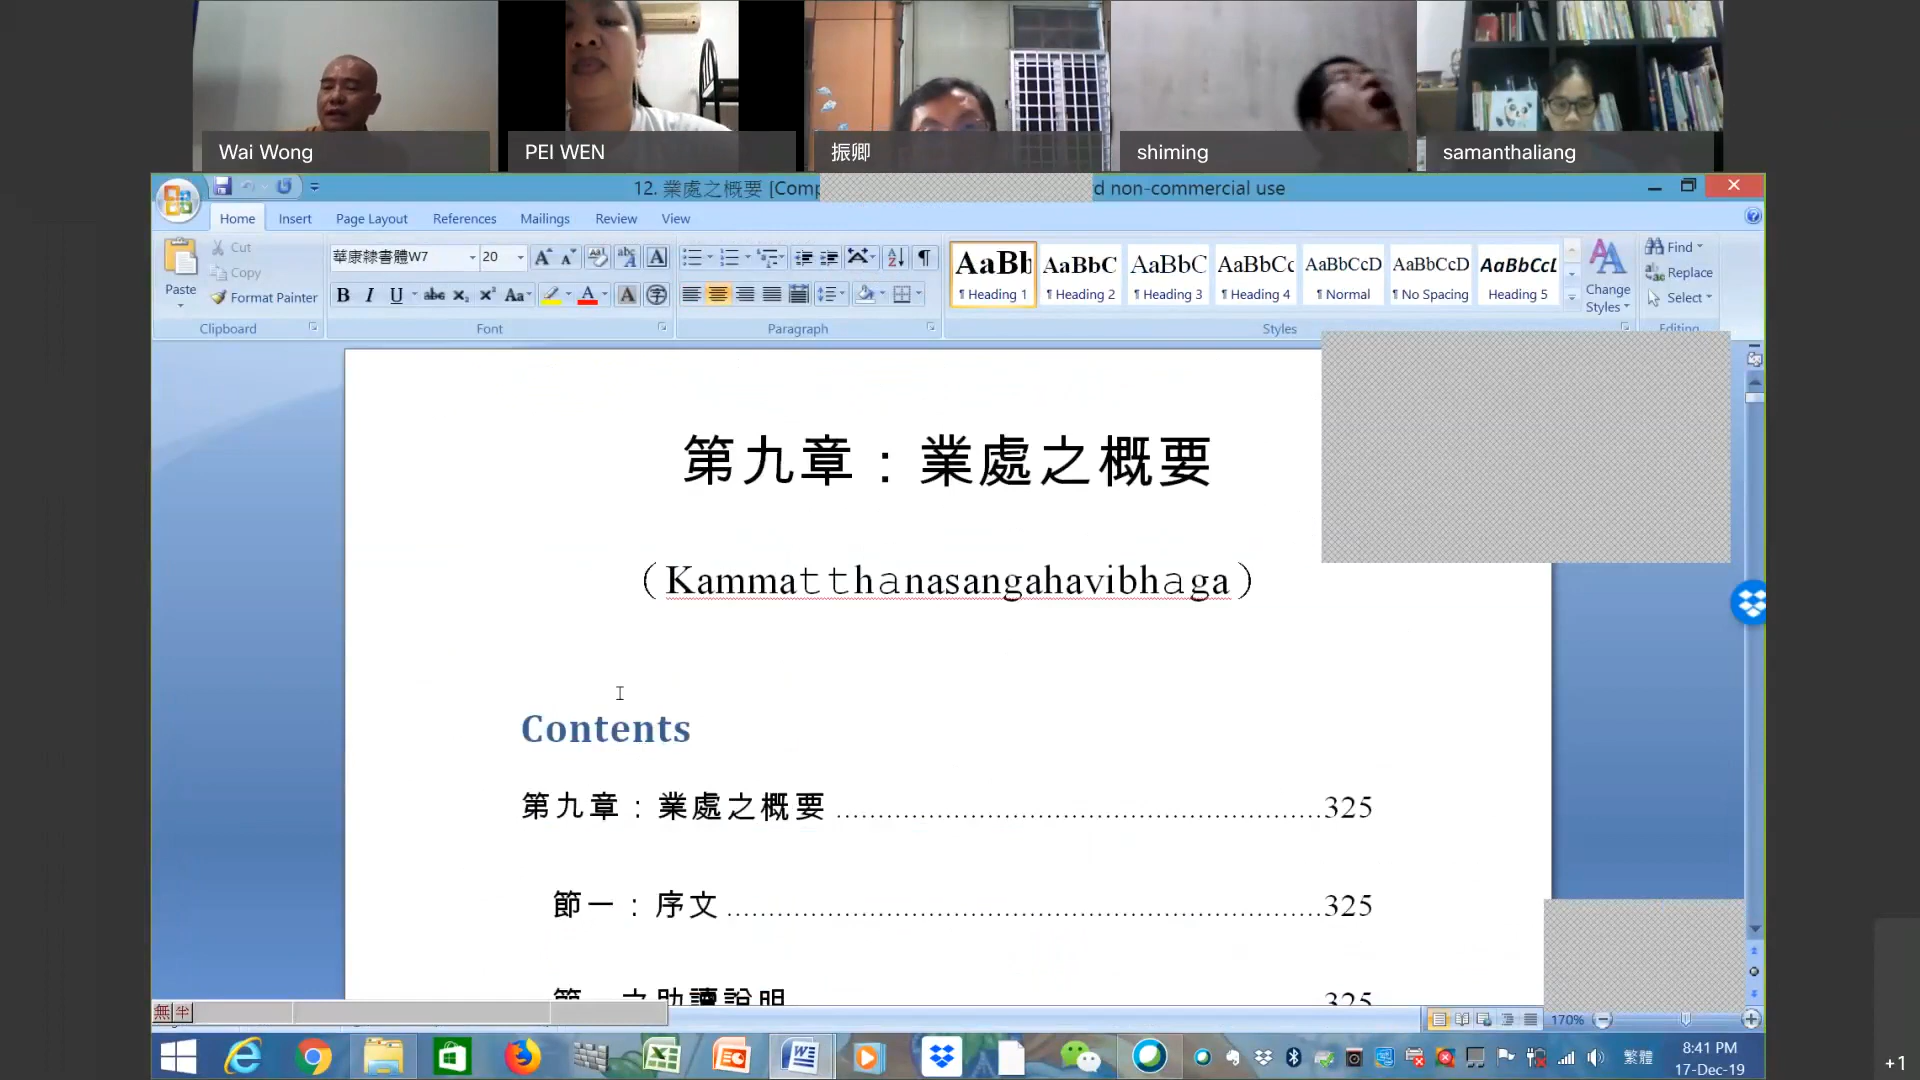 Wai Wong
PEI WEN
振卿
shiming
samanthaliang
12. 業處之概要 [Comp
d non-commercial use
Home
Insert
Page Layout
References
Mailings
Review
View
Paste
Cut
Copy
Format Painter
Clipboard
華康隸書體W7
20
Font
Paragraph
AaBb
AaBbC
AaBbC
AaBbCc
AaBbCcD
AaBbCcD
AaBbCcL
¶ Heading 1
¶ Heading 2
¶ Heading 3
¶ Heading 4
¶ Normal
¶ No Spacing
Heading 5
Styles
Change
Styles
Find
Replace
Select
Editing
第九章：業處之概要
（Kammatthanasangahavibhaga）
Contents
第九章：業處之概要 325
節一：序文 325
325
無 半
170%
繁體
8:41 PM
17-Dec-19
+1